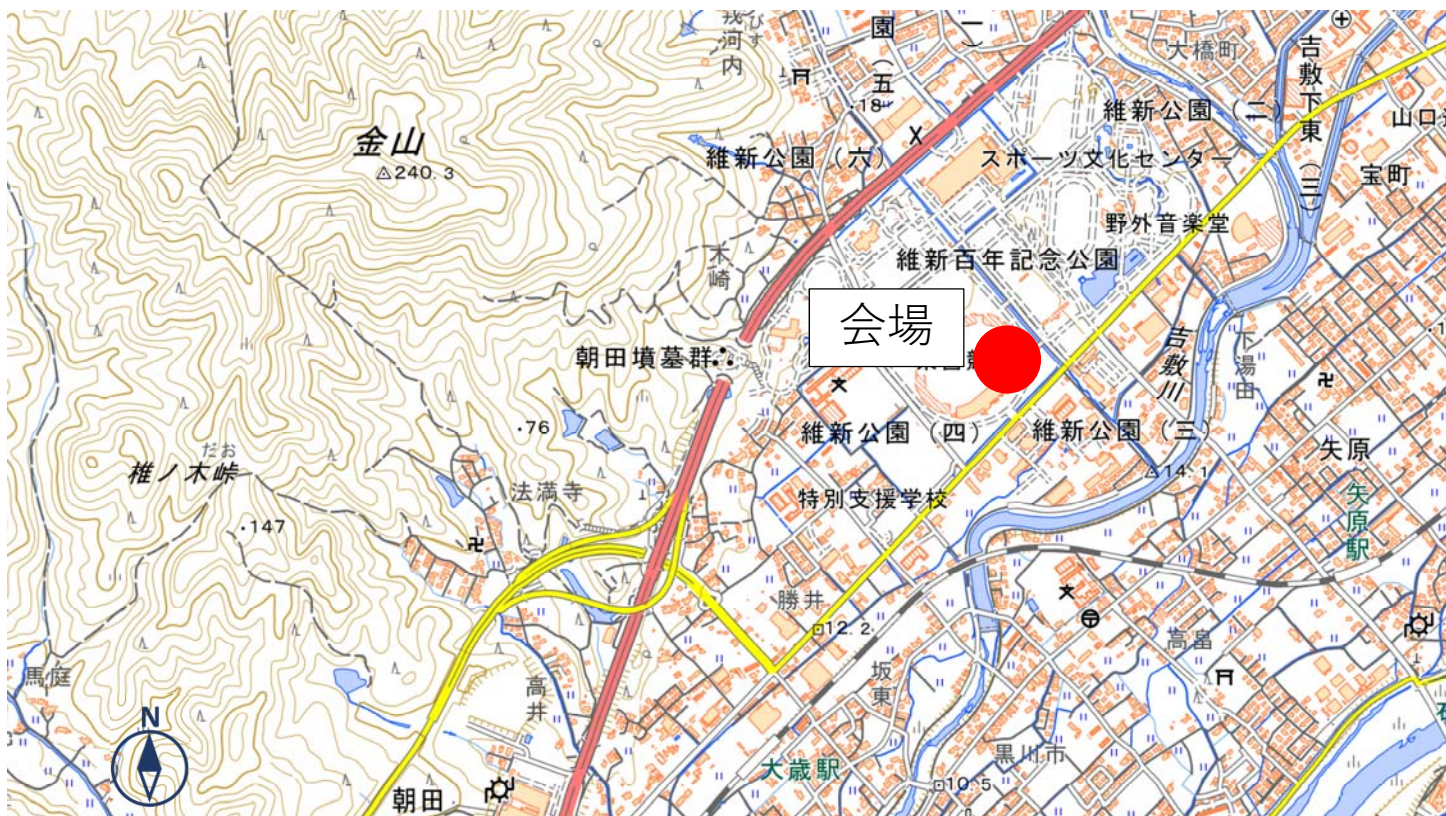 戎河内
びす
園(五)
一
大橋町
吉敷下東(三)
18
維新公園(二)
山口
金山
240.3
維新公園(六)
スポーツ文化センター
宝町
野外音楽堂
木崎
維新百年記念公園
会場
朝田墳墓群
吉敷川
下湯田
76
維新公園(四)
維新公園(三)
だお
椎ノ木峠
法満寺
14.1
矢原
矢原駅
特別支援学校
147
勝井
12.2
高畠
馬庭
高井
坂東
N
黒川市
大歳駅
10.5
朝田